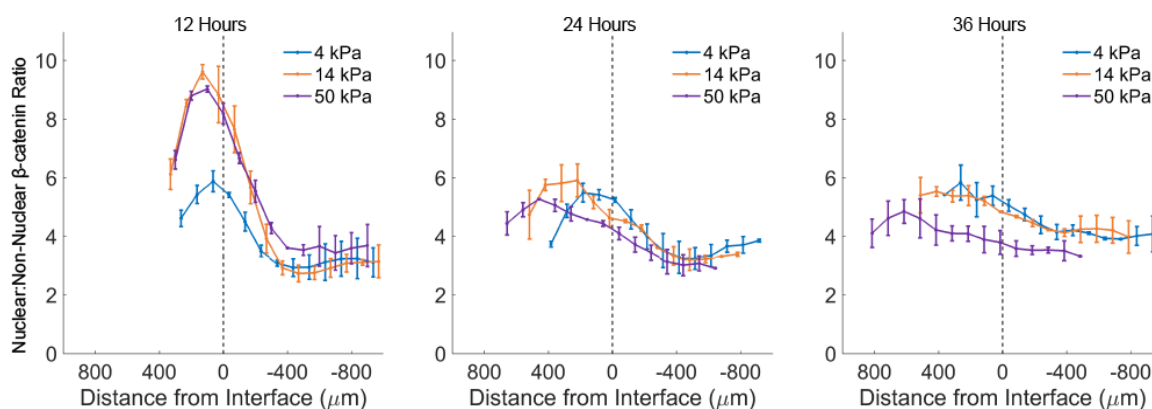 12 Hours
24 Hours
36 Hours
Nuclear:Non-Nuclear β-catenin Ratio
10
8
6
4
2
0
4 kPa
14 kPa
50 kPa
800 400 0 -400 -800
Distance from Interface (μm)
10
8
6
4
2
0
4 kPa
14 kPa
50 kPa
800 400 0 -400 -800
Distance from Interface (μm)
10
8
6
4
2
0
4 kPa
14 kPa
50 kPa
800 400 0 -400 -800
Distance from Interface (μm)